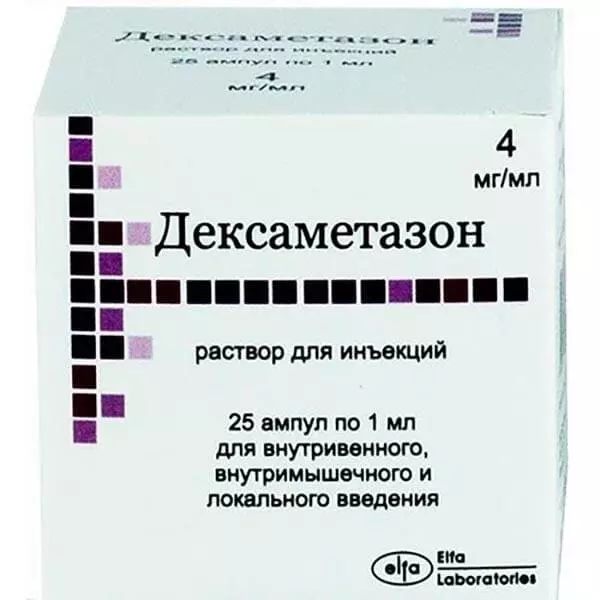 Дексаметазон
раствор для инъекций
25 ампул по 1 мл
4
мг/мл
4
мг/мл
Дексаметазон
раствор для инъекций
25 ампул по 1 мл
для внутривенного,
внутримышечного и
локального введения
elfa
Elfa
Laboratories